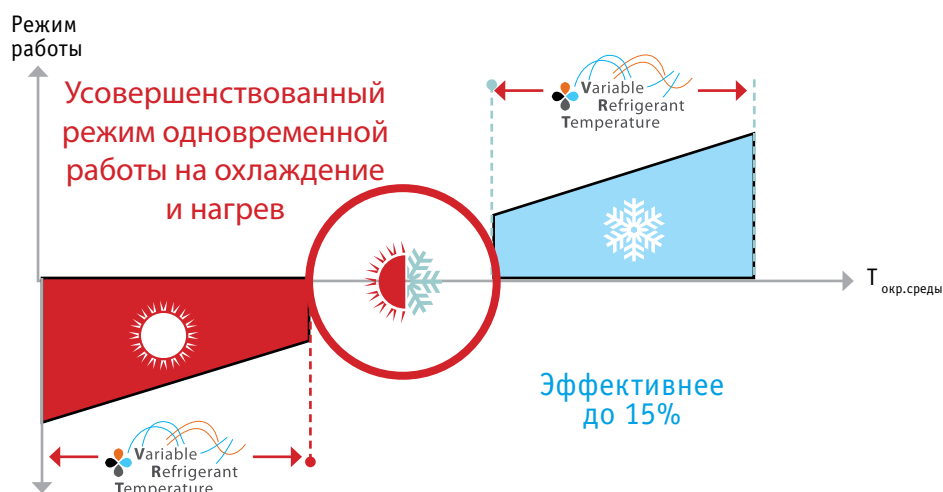 Режим
работы
Усовершенствованный
режим одновременной
работы на охлаждение
и нагрев
Variable
Refrigerant
Temperature
Т окр.среды
Эффективнее
до 15%
Variable
Refrigerant
Temperature